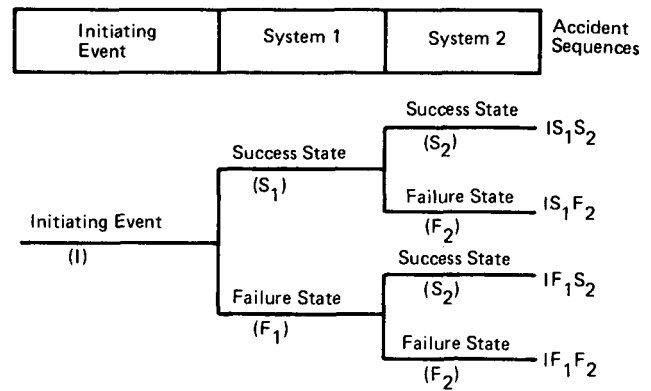 Initiating Event
System 1
System 2
Accident Sequences
Success State
(S1)
Success State
(S2)
IS1S2
Failure State
(F2)
IS1F2
Initiating Event
(I)
Failure State
(F1)
Success State
(S2)
IF1S2
Failure State
(F2)
IF1F2